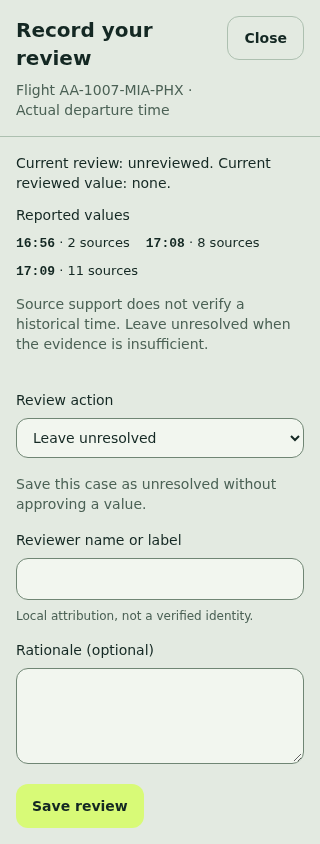 Record your
review
Close
Flight AA-1007-MIA-PHX ·
Actual departure time
Current review: unreviewed. Current
reviewed value: none.
Reported values
16:56 · 2 sources 17:08 · 8 sources
17:09 · 11 sources
Source support does not verify a
historical time. Leave unresolved when
the evidence is insufficient.
Review action
Leave unresolved
Save this case as unresolved without
approving a value.
Reviewer name or label
Local attribution, not a verified identity.
Rationale (optional)
Save review